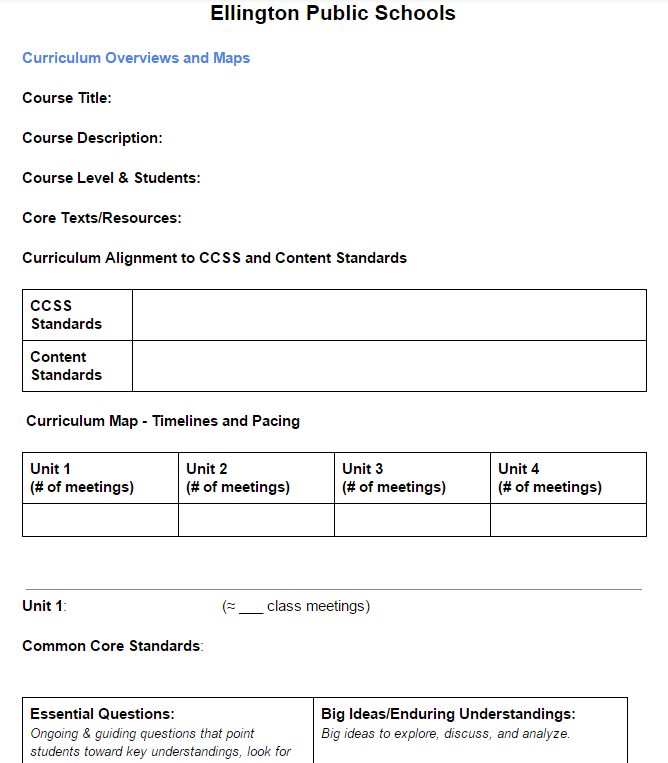 Ellington Public Schools
Curriculum Overviews and Maps
Course Title:
Course Description:
Course Level & Students:
Core Texts/Resources:
Curriculum Alignment to CCSS and Content Standards
CCSS
Standards
Content
Standards
Curriculum Map - Timelines and Pacing
Unit 1
(# of meetings)
Unit 2
(# of meetings)
Unit 3
(# of meetings)
Unit 4
(# of meetings)
Unit 1: (≈ ___ class meetings)
Common Core Standards:
Essential Questions:
Ongoing & guiding questions that point
students toward key understandings, look for
Big Ideas/Enduring Understandings:
Big ideas to explore, discuss, and analyze.